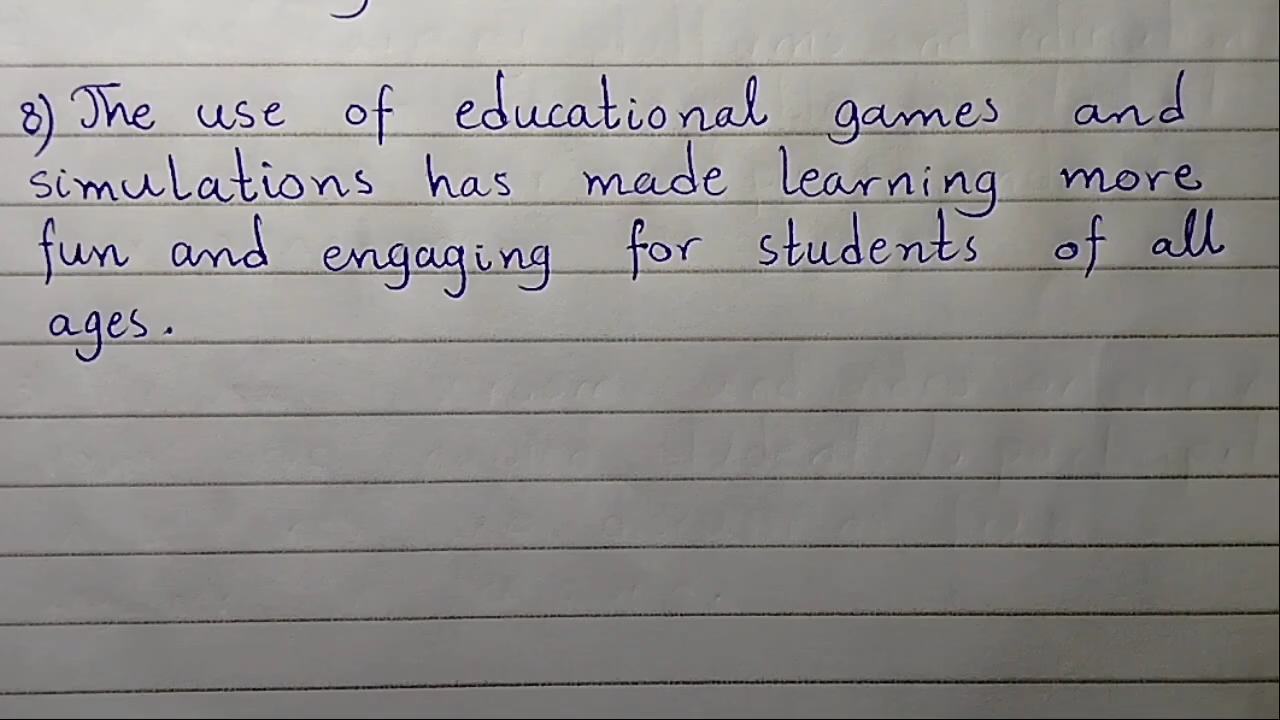 8) The use of educational games and
simulations has made learning more
fun and engaging for students of all
ages.